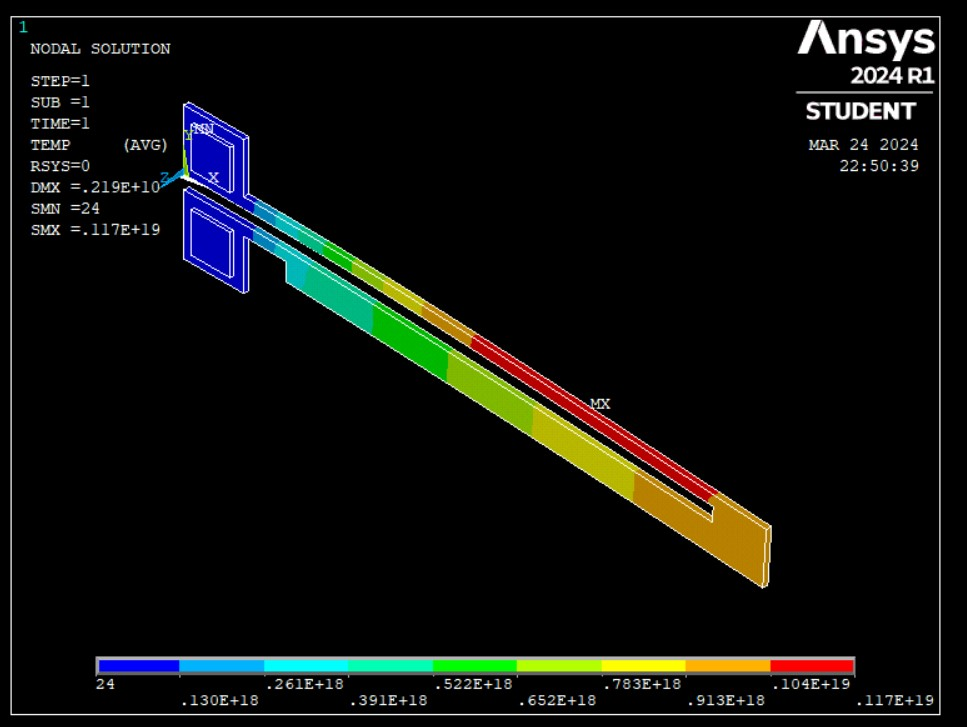 1
NODAL SOLUTION
STEP=1
SUB =1
TIME=1
TEMP (AVG)
RSYS=0
DMX =.219E+10
SMN =24
SMX =.117E+19
Ansys
2024 R1
STUDENT
MAR 24 2024
22:50:39
MN
Y
Z
X
MX
24
.130E+18
.261E+18
.391E+18
.522E+18
.652E+18
.783E+18
.913E+18
.104E+19
.117E+19